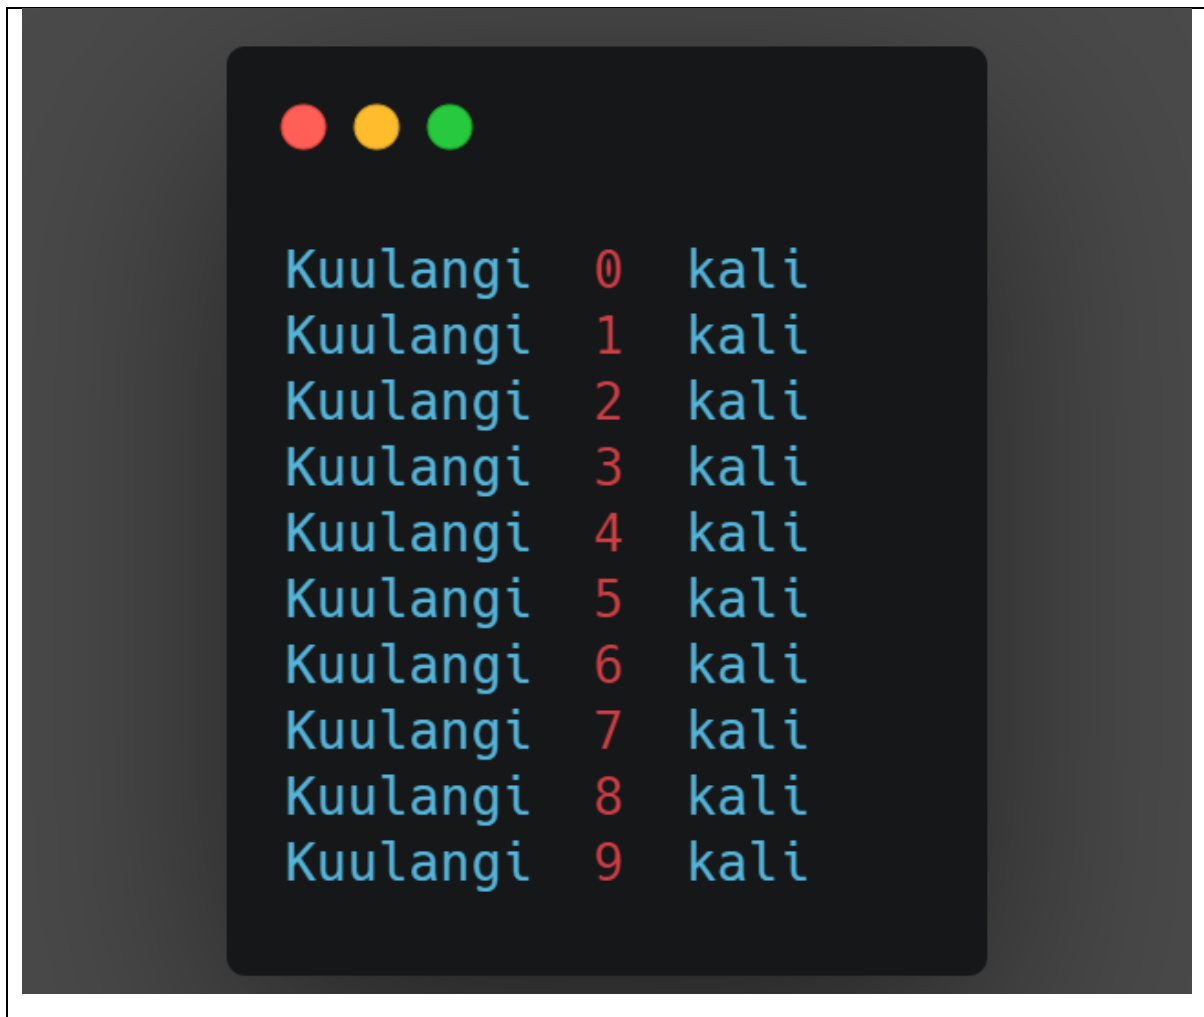 Kuulangi  0  kali
Kuulangi  1  kali
Kuulangi  2  kali
Kuulangi  3  kali
Kuulangi  4  kali
Kuulangi  5  kali
Kuulangi  6  kali
Kuulangi  7  kali
Kuulangi  8  kali
Kuulangi  9  kali